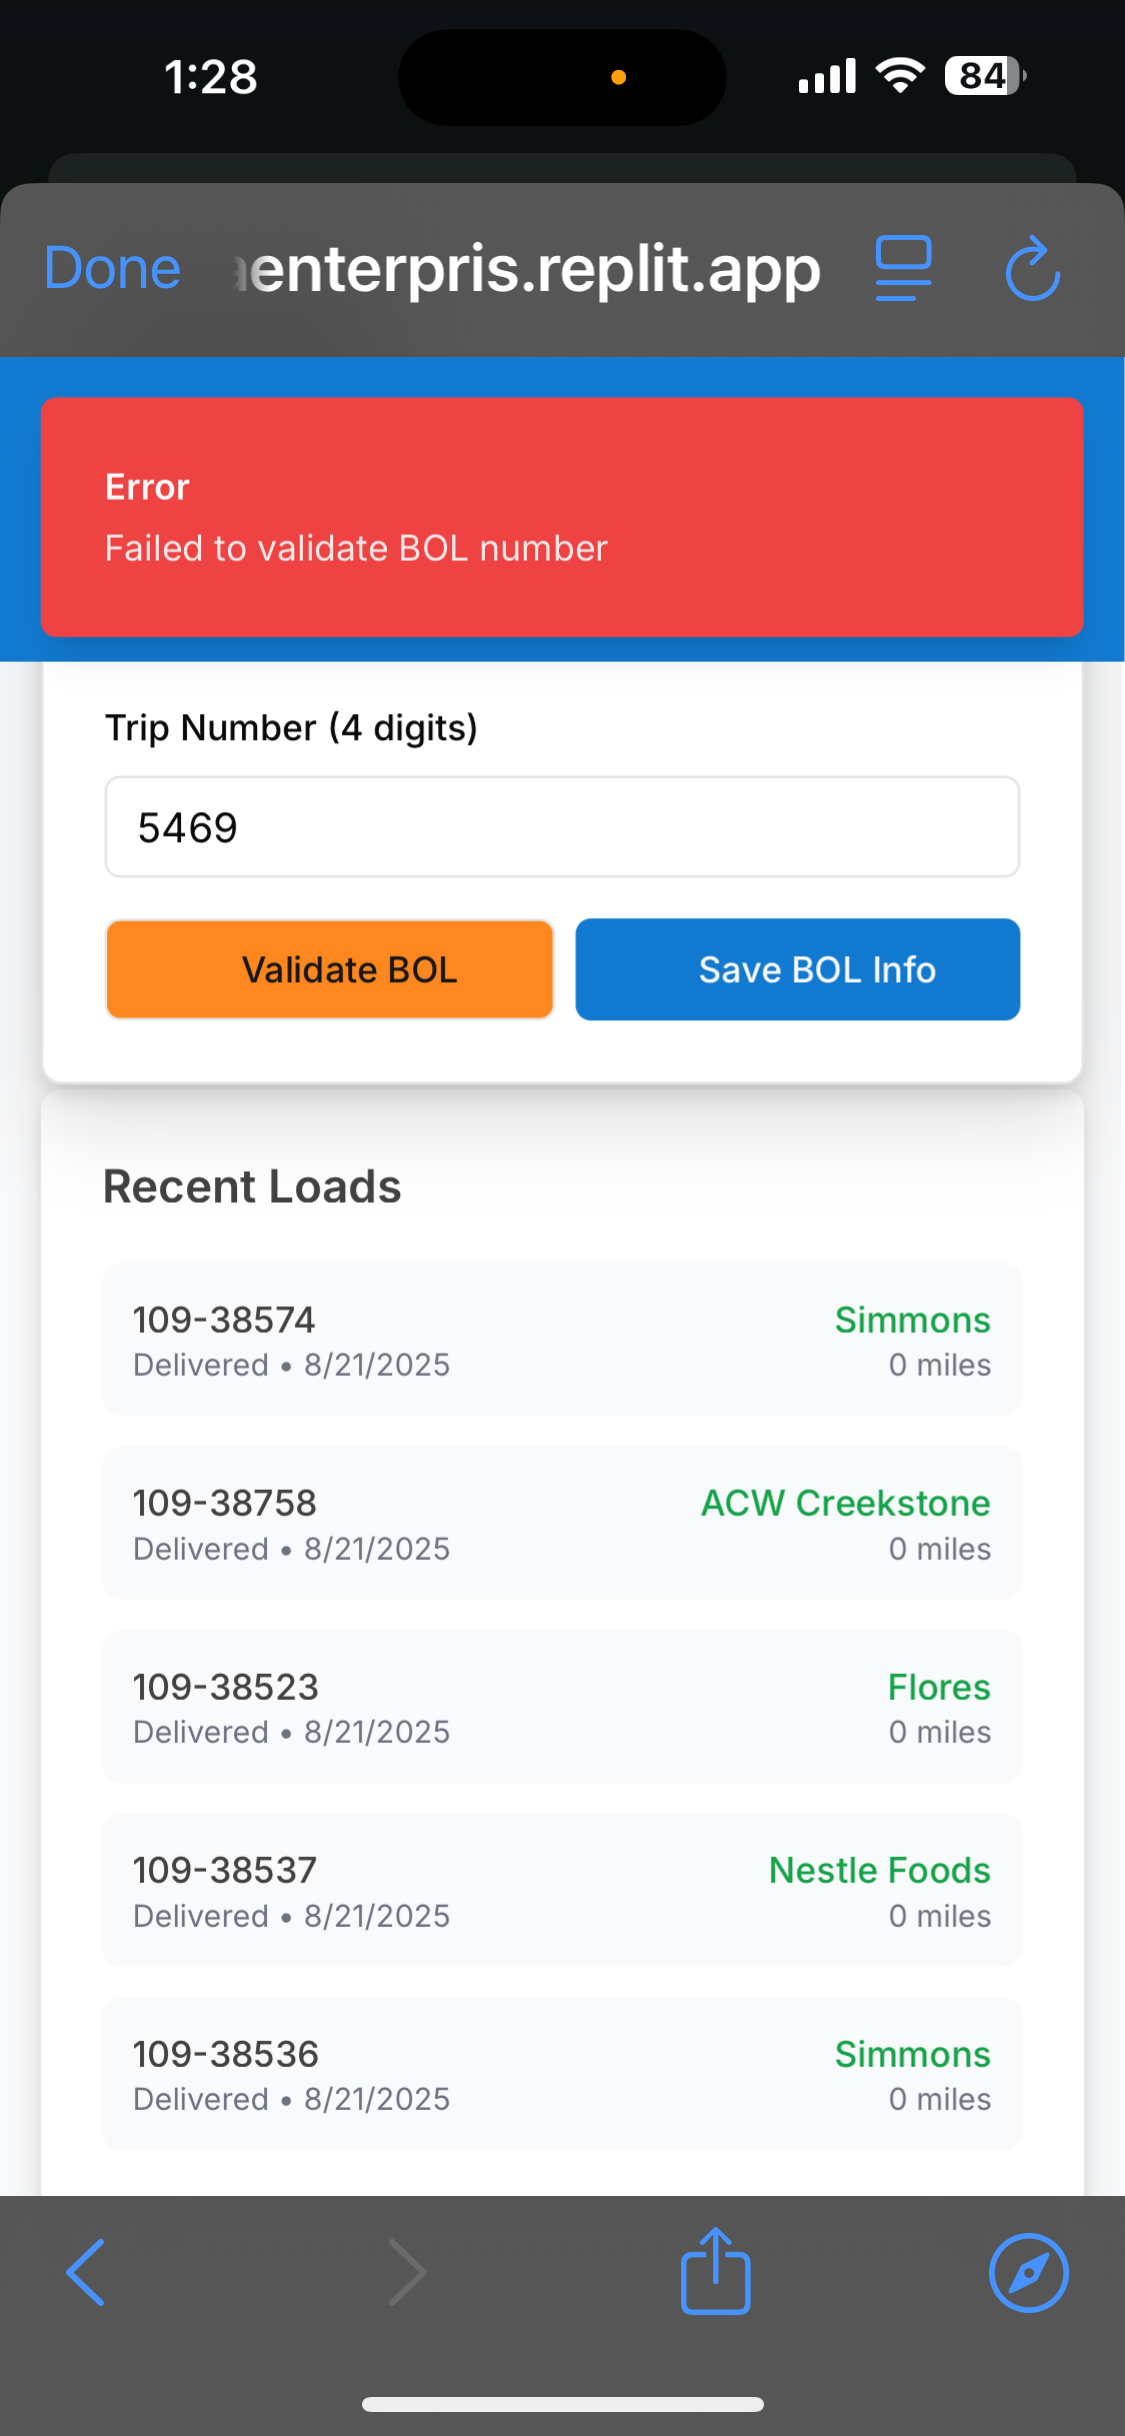 1:28
84
Done
enterpris.replit.app
Error
Failed to validate BOL number
Trip Number (4 digits)
5469
Validate BOL
Save BOL Info
Recent Loads
109-38574
Simmons
Delivered • 8/21/2025
0 miles
109-38758
ACW Creekstone
Delivered • 8/21/2025
0 miles
109-38523
Flores
Delivered • 8/21/2025
0 miles
109-38537
Nestle Foods
Delivered • 8/21/2025
0 miles
109-38536
Simmons
Delivered • 8/21/2025
0 miles